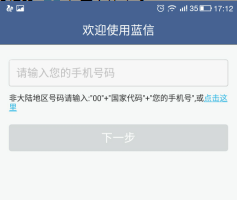 35 17:12
欢迎使用蓝信
请输入您的手机号码
非大陆地区号码请输入:"00"+"国家代码"+"您的手机号",或点击这
里
下一步